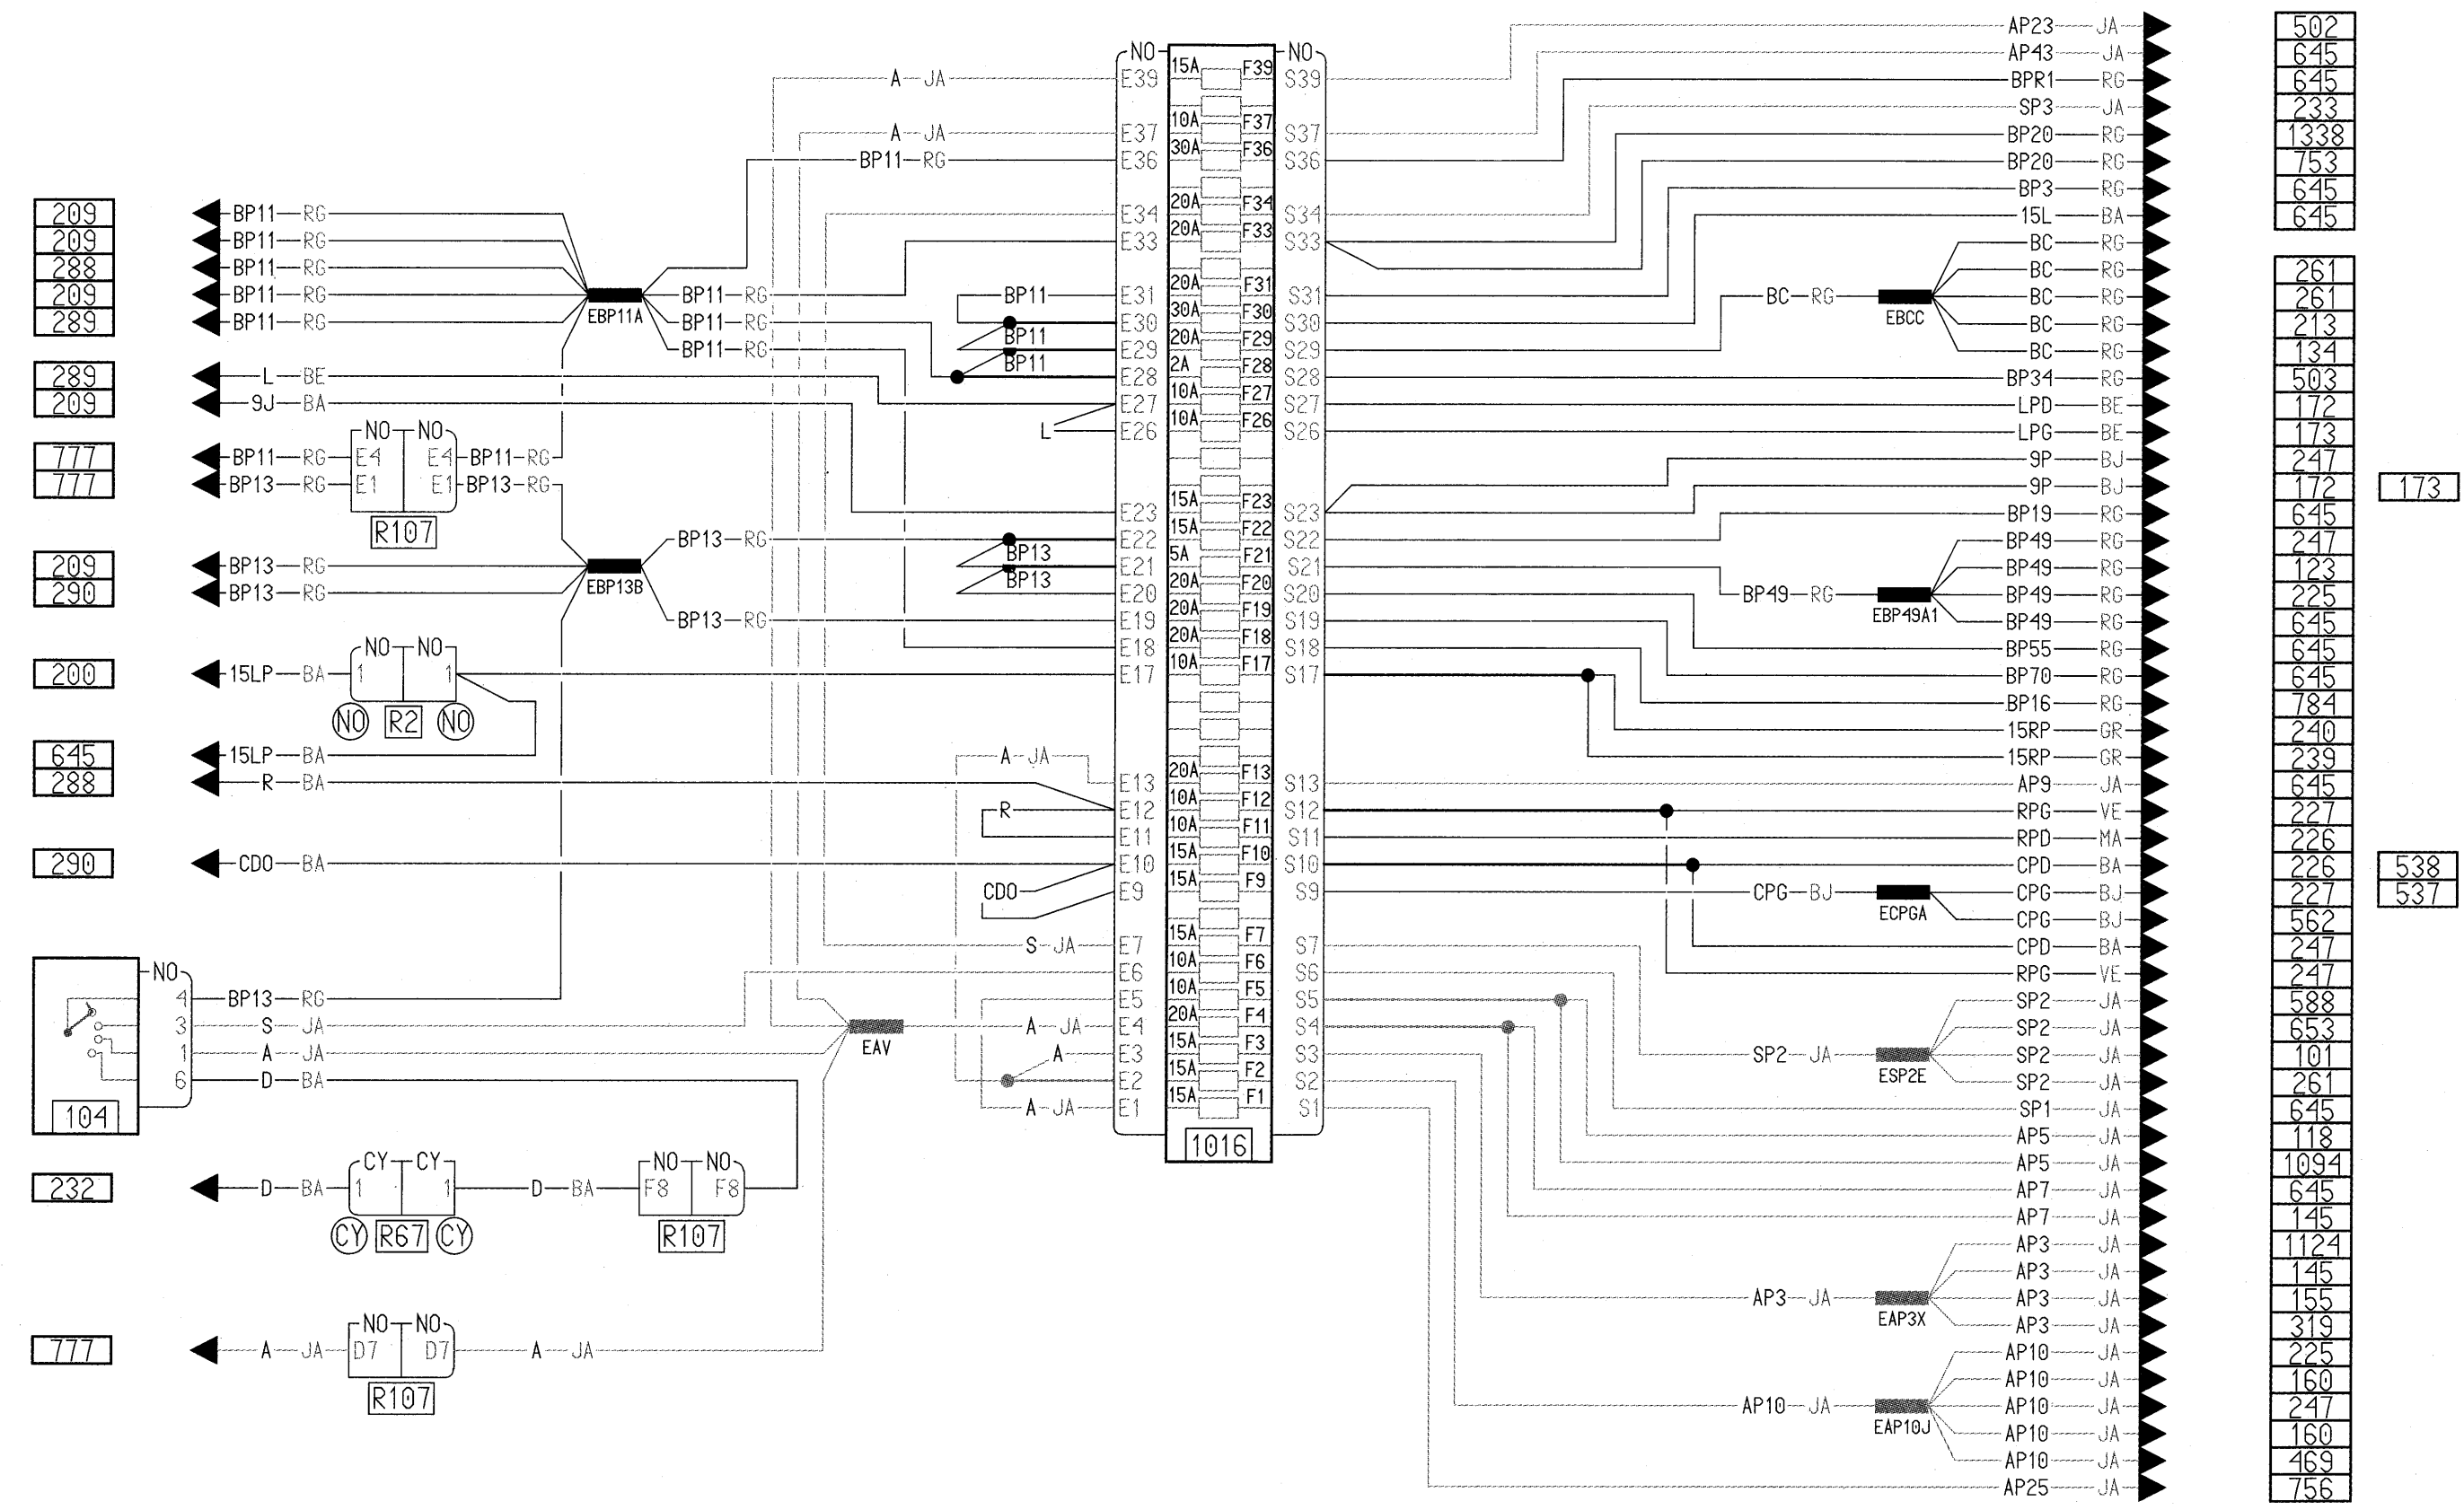 AP23 JA 502
NO NO AP43 JA 645
A JA E39 15A F39 S39 BPR1 RG 645
SP3 JA 233
A JA E37 10A F37 S37 BP20 RG 1338
BP11 RG E36 30A F36 S36 BP20 RG 753
BP3 RG 645
209 BP11 RG E34 20A F34 S34 15L BA 645
209 BP11 RG E33 20A F33 S33 BC RG
288 BP11 RG BC RG 261
209 BP11 RG BP11 RG BP11 E31 20A F31 S31 BC RG BC RG 261
EBP11A EBCC
289 BP11 RG BP11 RG E30 30A F30 S30 BC RG 213
BP11
BP11 RG E29 20A F29 S29 BC RG 134
BP11
289 L BE E28 2A F28 S28 BP34 RG 503
209 9J BA E27 10A F27 S27 LPD BE 172
NO NO L E26 10A F26 S26 LPG BE 173
777 BP11 RG E4 E4 BP11 RG 9P BJ 247
777 BP13 RG E1 E1 BP13 RG 9P BJ 172 173
E23 15A F23 S23 BP19 RG 645
R107
BP13 RG E22 15A F22 S22 BP49 RG 247
BP13
209 BP13 RG E21 5A F21 S21 BP49 RG 123
BP13
290 BP13 RG E20 20A F20 S20 BP49 RG BP49 RG 225
EBP13B EBP49A1
BP13 RG E19 20A F19 S19 BP49 RG 645
NO NO E18 20A F18 S18 BP55 RG 645
200 15LP BA 1 1 E17 10A F17 S17 BP70 RG 645
BP16 RG 784
NO R2 NO
15RP GR 240
645 15LP BA A JA 15RP GR 239
288 R BA E13 20A F13 S13 AP9 JA 645
R E12 10A F12 S12 RPG VE 227
E11 10A F11 S11 RPD MA 226
290 CDO BA E10 15A F10 S10 CPD BA 226 538
CDO E9 15A F9 S9 CPG BJ CPG BJ 227 537
ECPGA
CPG BJ 562
S JA E7 15A F7 S7 CPD BA 247
NO E6 10A F6 S6 RPG VE 247
4 BP13 RG E5 10A F5 S5 SP2 JA 588
3 S JA A JA E4 20A F4 S4 SP2 JA 653
EAV
1 A JA A E3 15A F3 S3 SP2 JA SP2 JA 101
ESP2E
6 D BA E2 15A F2 S2 SP2 JA 261
104 A JA E1 15A F1 S1 SP1 JA 645
1016 AP5 JA 118
CY CY NO NO AP5 JA 1094
232 D BA 1 1 D BA F8 F8 AP7 JA 645
AP7 JA 145
CY R67 CY R107
AP3 JA 1124
AP3 JA 145
AP3 JA AP3 JA 155
EAP3X
NO NO AP3 JA 319
777 A JA D7 D7 A JA AP10 JA 225
AP10 JA 160
R107
AP10 JA AP10 JA 247
EAP10J
AP10 JA 160
AP10 JA 469
AP25 JA 756